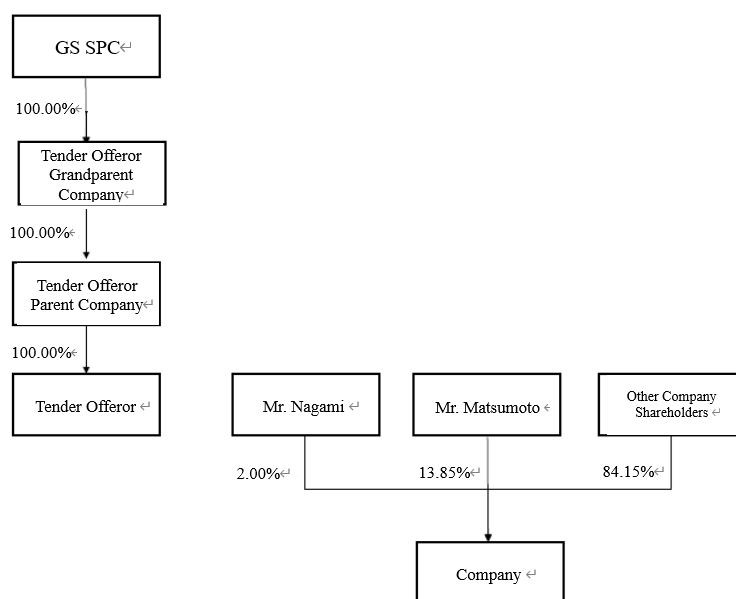 GS SPC
100.00%
Tender Offeror
Grandparent
Company
100.00%
Tender Offeror
Parent Company
100.00%
Tender Offeror
Mr. Nagami
Mr. Matsumoto
Other Company
Shareholders
2.00%
13.85%
84.15%
Company